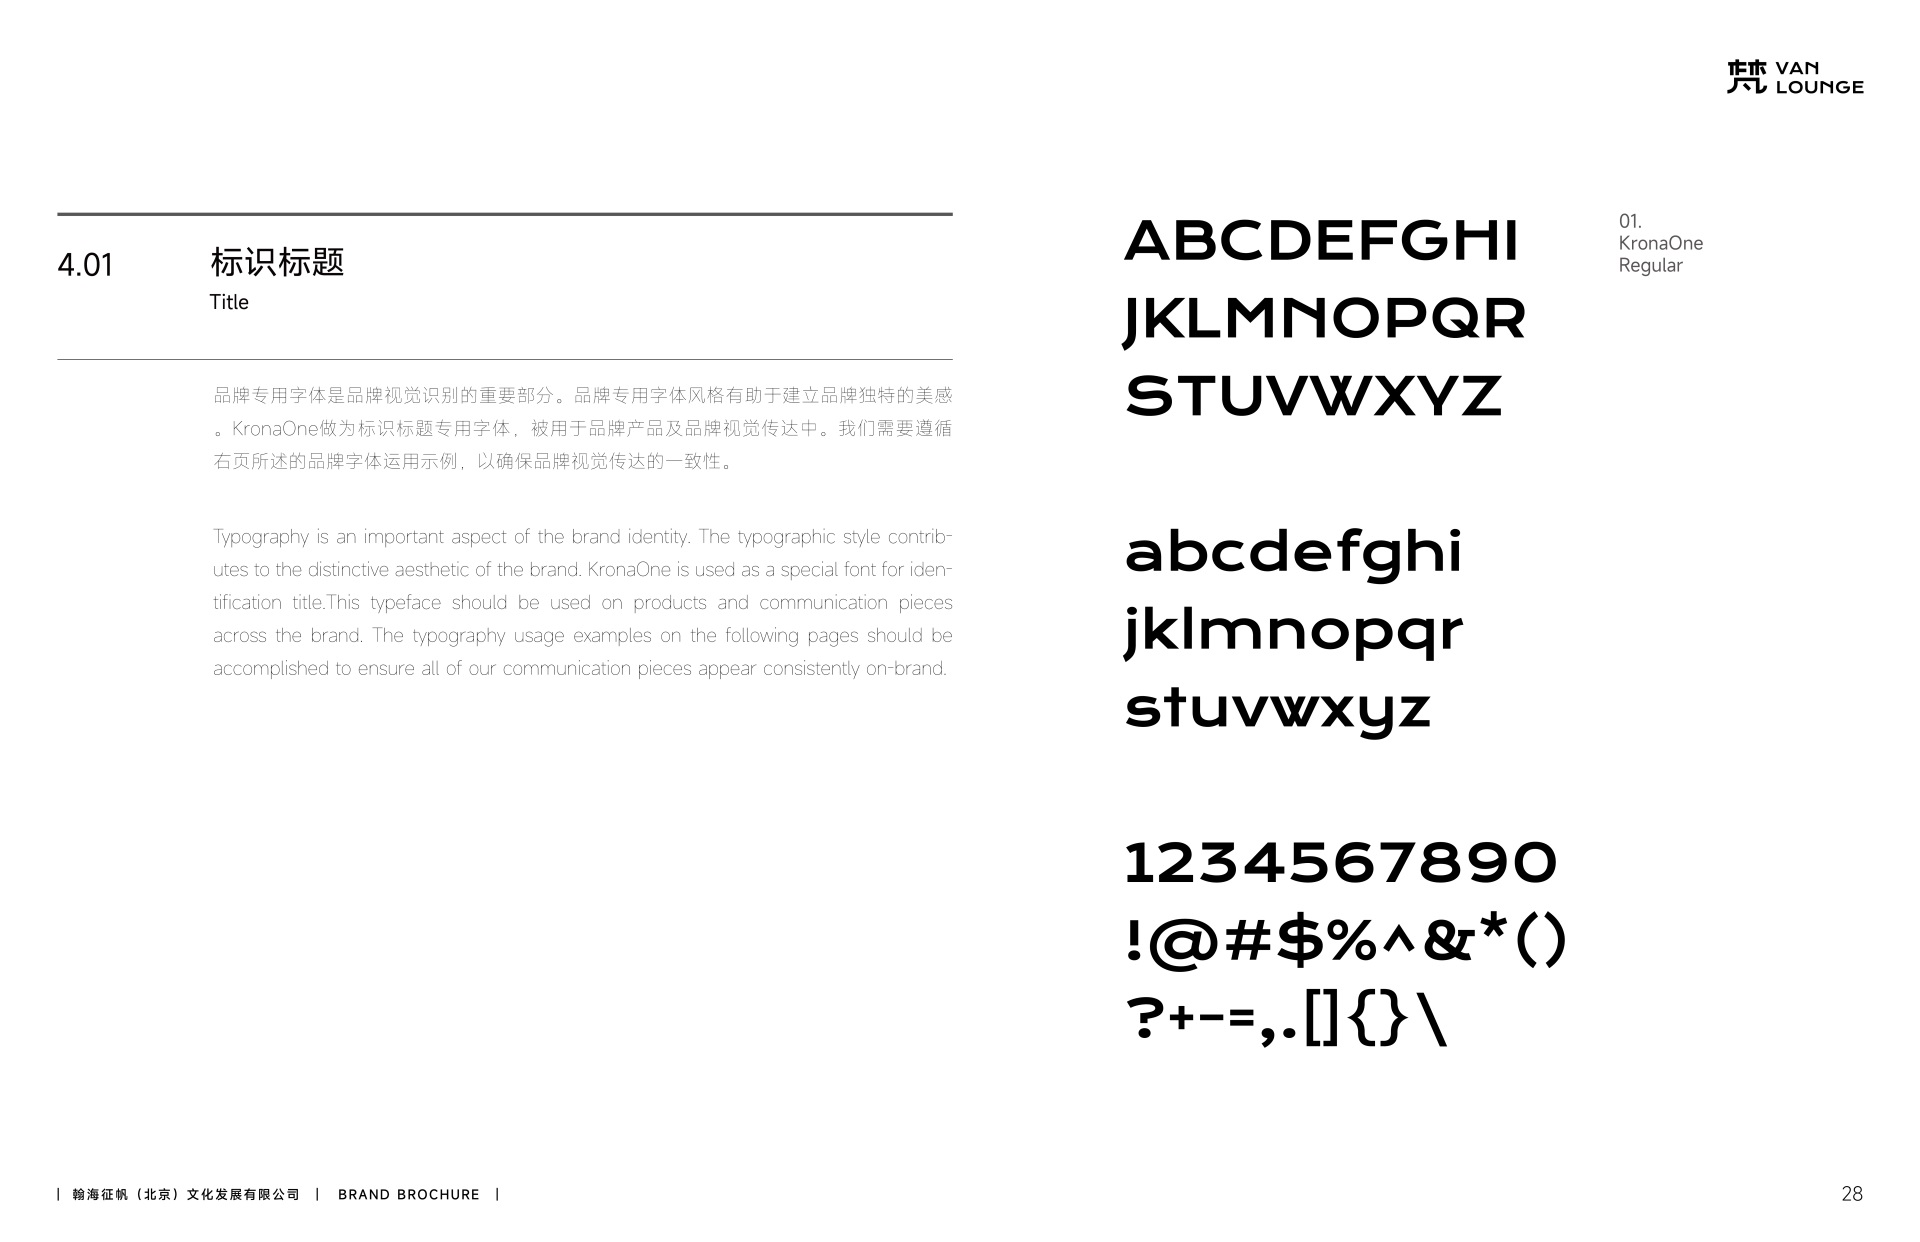 梵 VAN
LOUNGE
4.01
标识标题
Title
品牌专用字体是品牌视觉识别的重要部分。品牌专用字体风格有助于建立品牌独特的美感
。KronaOne做为标识标题专用字体，被用于品牌产品及品牌视觉传达中。我们需要遵循
右页所述的品牌字体运用示例，以确保品牌视觉传达的一致性。
Typography is an important aspect of the brand identity. The typographic style contrib-
utes to the distinctive aesthetic of the brand. KronaOne is used as a special font for iden-
tification title.This typeface should be used on products and communication pieces
across the brand. The typography usage examples on the following pages should be
accomplished to ensure all of our communication pieces appear consistently on-brand.
ABCDEFGHI
JKLMNOPQR
STUVWXYZ
abcdefghi
jklmnopqr
stuvwxyz
1234567890
!@#$%^&*()
?+-=,.[]{}\
01.
KronaOne
Regular
| 翰海征帆（北京）文化发展有限公司 | BRAND BROCHURE |
28